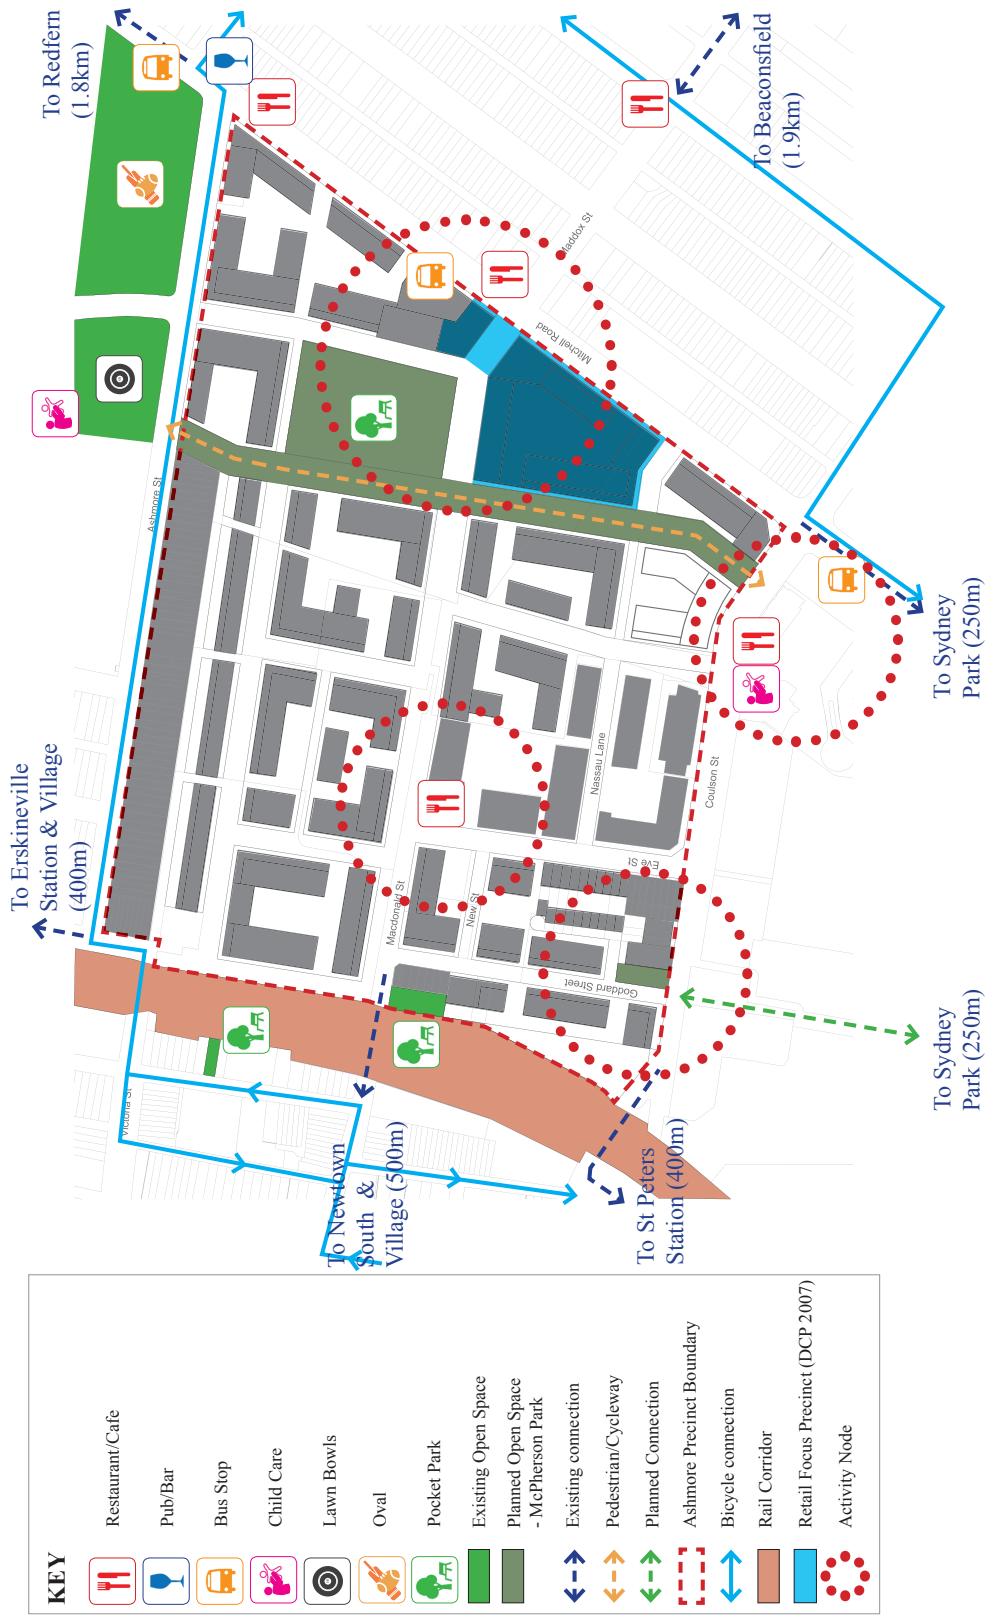 To Redfern
(1.8km)
To Beaconsfield
(1.9km)
To Erskineville
Station & Village
(400m)
To Sydney
Park (250m)
To Sydney
Park (250m)
To Newtown
South &
Village (500m)
To St Peters
Station (400m)
Ashmore St
Maddox St
Mitchell Road
Nassau Lane
Coulson St
Eve St
Macdonald St
New St
Goddard Street
Victoria St
KEY
Restaurant/Cafe
Pub/Bar
Bus Stop
Child Care
Lawn Bowls
Oval
Pocket Park
Existing Open Space
Planned Open Space
- McPherson Park
Existing connection
Pedestrian/Cycleway
Planned Connection
Ashmore Precinct Boundary
Bicycle connection
Rail Corridor
Retail Focus Precinct (DCP 2007)
Activity Node